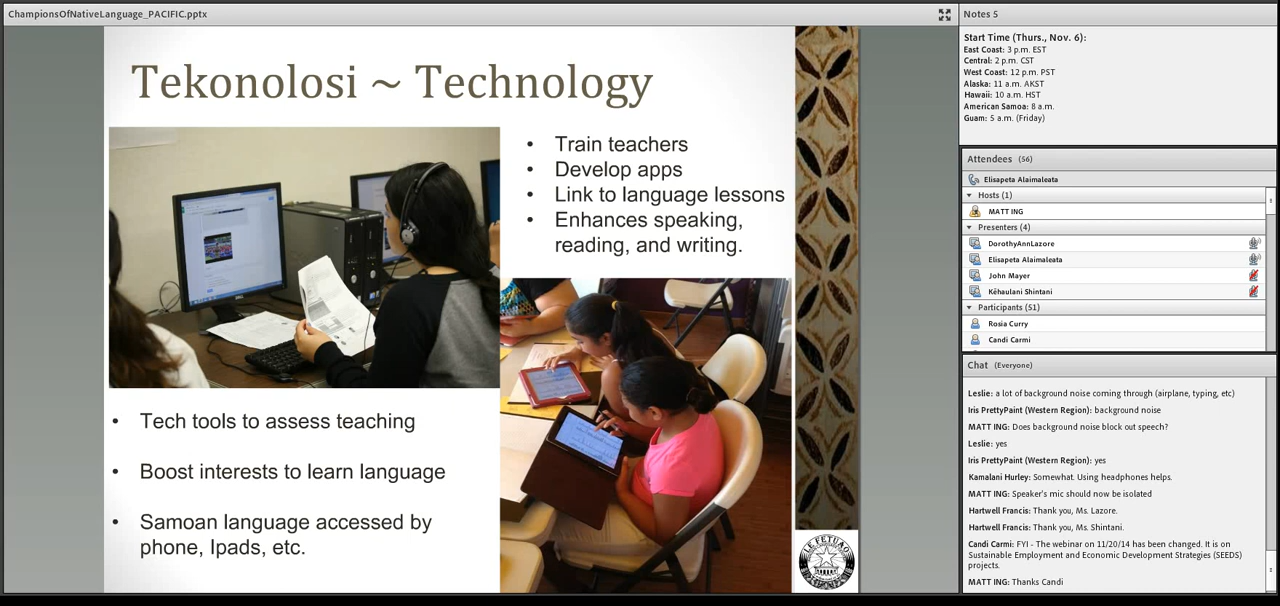 ChampionsOfNativeLanguage_PACIFIC.pptx
Tekonolosi ~ Technology
• Train teachers
• Develop apps
• Link to language lessons
• Enhances speaking,
reading, and writing.
• Tech tools to assess teaching
• Boost interests to learn language
• Samoan language accessed by
phone, Ipads, etc.
Notes 5
Start Time (Thurs., Nov. 6):
East Coast: 3 p.m. EST
Central: 2 p.m. CST
West Coast: 12 p.m. PST
Alaska: 11 a.m. AKST
Hawaii: 10 a.m. HST
American Samoa: 8 a.m.
Guam: 5 a.m. (Friday)
Attendees (56)
Elisapeta Alaimaleata
Hosts (1)
MATT ING
Presenters (4)
DorothyAnnLazore
Elisapeta Alaimaleata
John Mayer
Kēhaulani Shintani
Participants (51)
Rosia Curry
Candi Carmi
Chat (Everyone)
Leslie: a lot of background noise coming through (airplane, typing, etc)
Iris PrettyPaint (Western Region): background noise
MATT ING: Does background noise block out speech?
Leslie: yes
Iris PrettyPaint (Western Region): yes
Kamalani Hurley: Somewhat. Using headphones helps.
MATT ING: Speaker's mic should now be isolated
Hartwell Francis: Thank you, Ms. Lazore.
Hartwell Francis: Thank you, Ms. Shintani.
Candi Carmi: FYI - The webinar on 11/20/14 has been changed. It is on
Sustainable Employment and Economic Development Strategies (SEEDS)
projects.
MATT ING: Thanks Candi